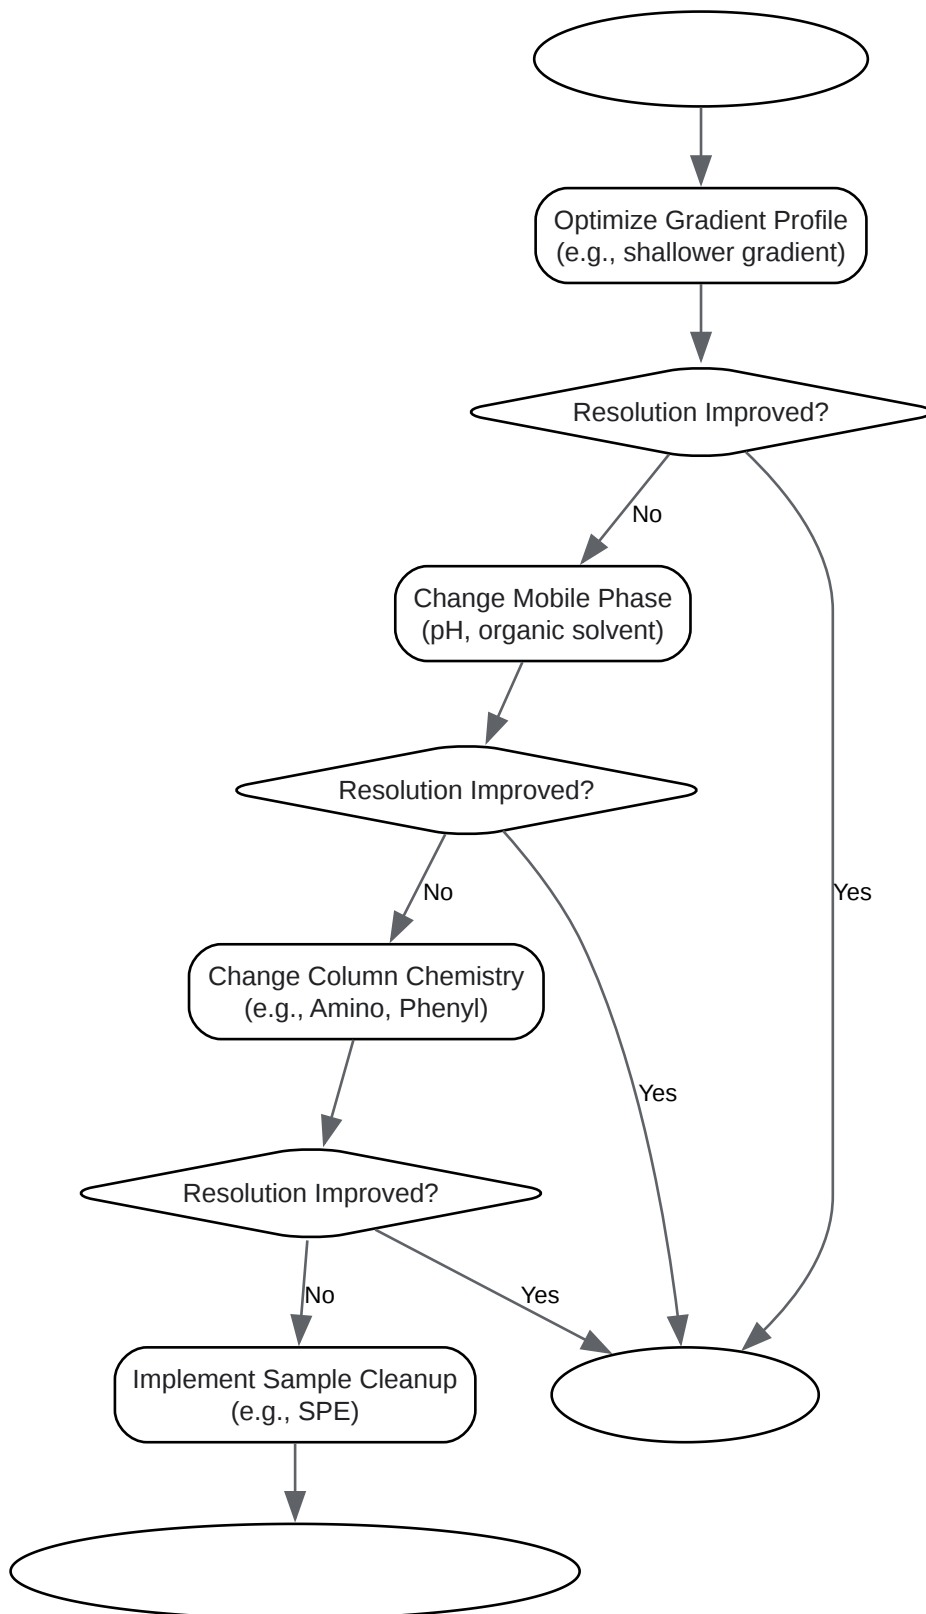 Optimize Gradient Profile
(e.g., shallower gradient)
Resolution Improved?
No
Change Mobile Phase
(pH, organic solvent)
Resolution Improved?
No
Yes
Change Column Chemistry
(e.g., Amino, Phenyl)
Yes
Resolution Improved?
No
Yes
Implement Sample Cleanup
(e.g., SPE)